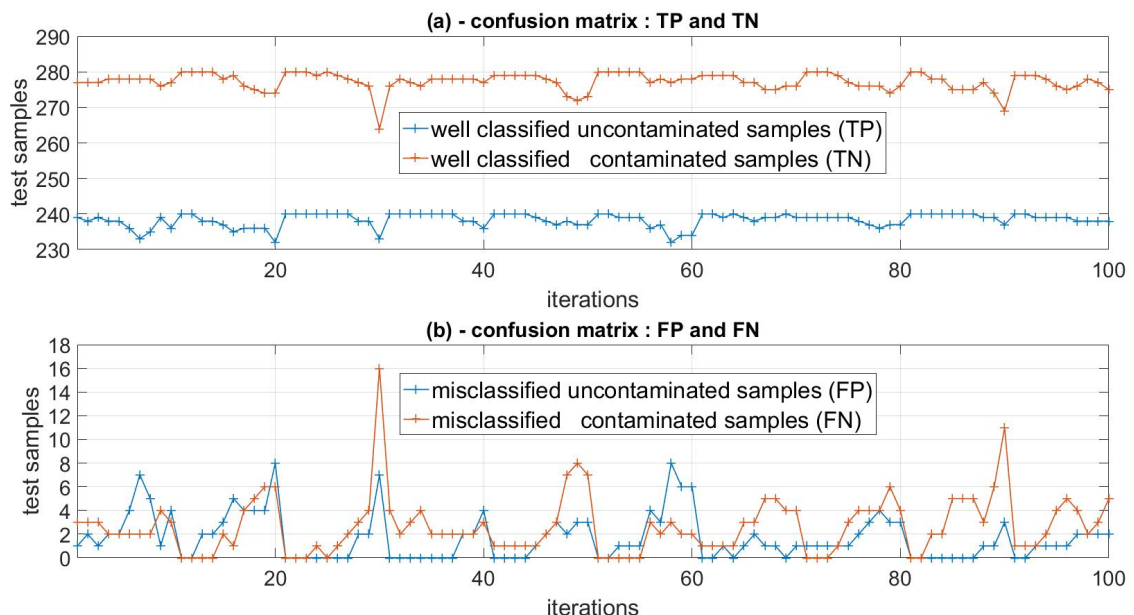 (a) - confusion matrix : TP and TN
290
280
270
260
250
240
230
test samples
well classified uncontaminated samples (TP)
well classified contaminated samples (TN)
20 40 60 80 100
iterations
(b) - confusion matrix : FP and FN
18
16
14
12
10
8
6
4
2
0
test samples
misclassified uncontaminated samples (FP)
misclassified contaminated samples (FN)
20 40 60 80 100
iterations